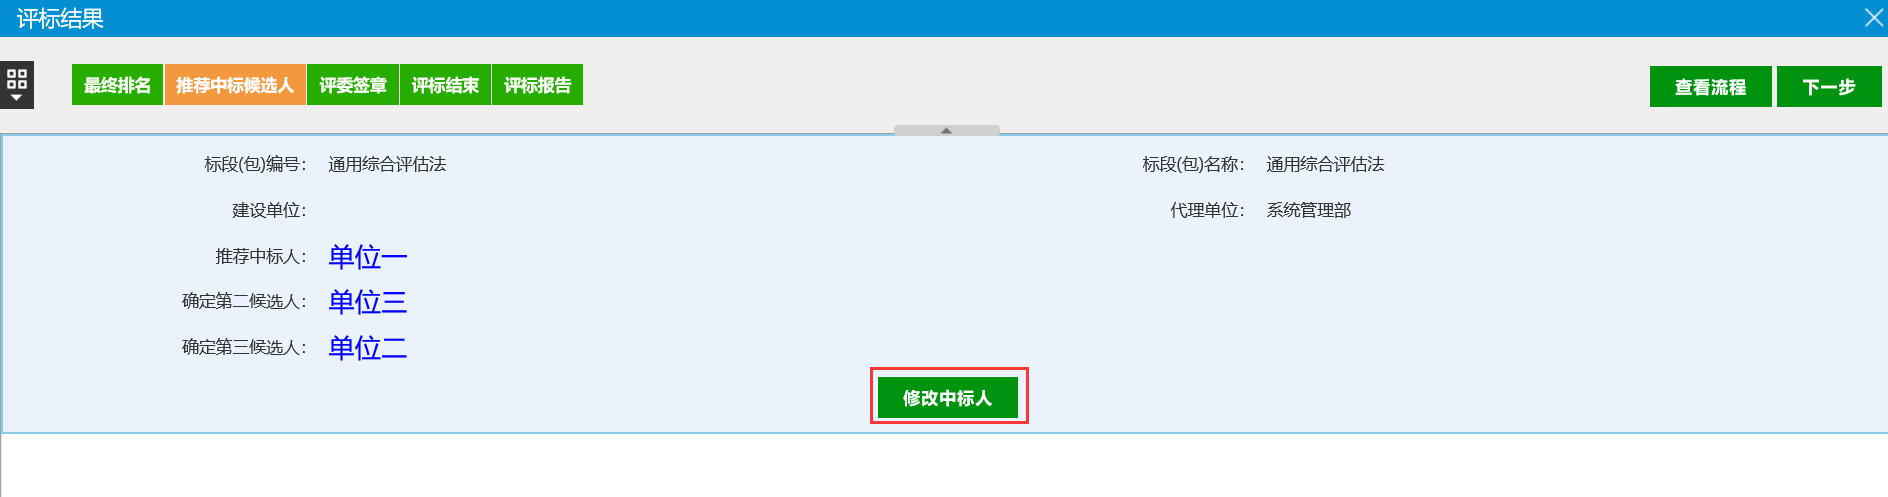 评标结果
最终排名 推荐中标候选人 评委签章 评标结束 评标报告 查看流程 下一步
标段(包)编号： 通用综合评估法 标段(包)名称： 通用综合评估法
建设单位： 代理单位： 系统管理部
推荐中标人： 单位一
确定第二候选人： 单位三
确定第三候选人： 单位二
修改中标人